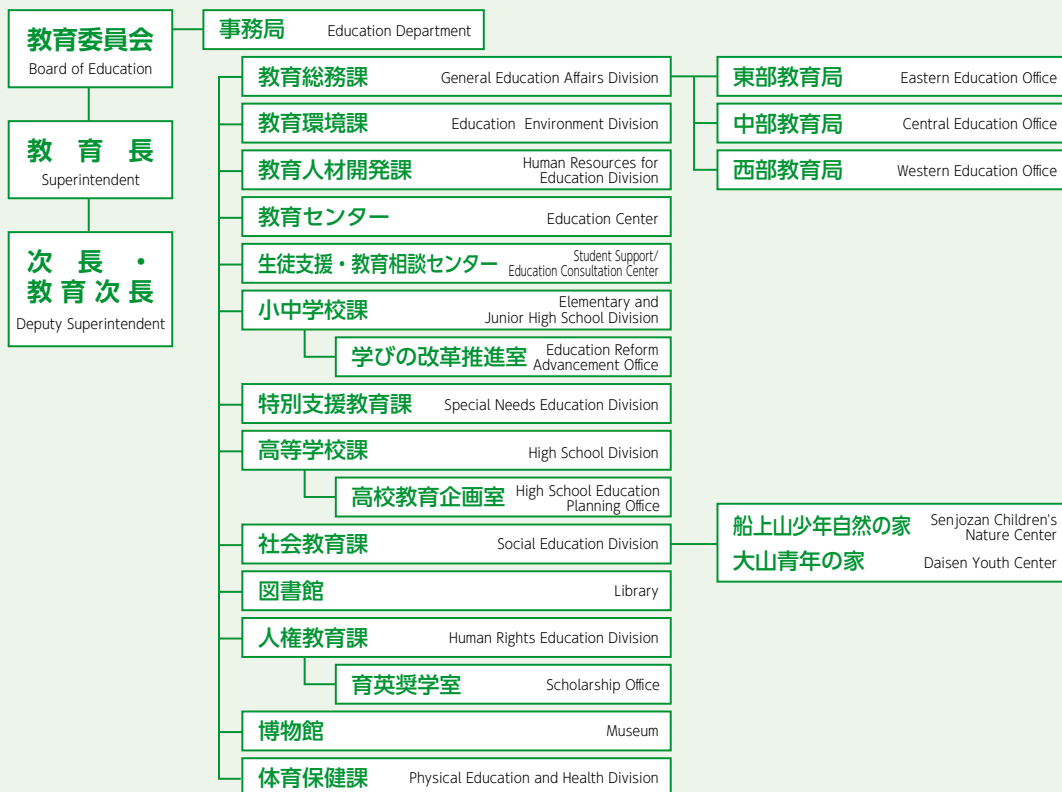 教育委員会
Board of Education
教育長
Superintendent
次長・
教育次長
Deputy Superintendent
事務局 Education Department
教育総務課 General Education Affairs Division
東部教育局 Eastern Education Office
中部教育局 Central Education Office
西部教育局 Western Education Office
教育環境課 Education Environment Division
教育人材開発課 Human Resources for
Education Division
教育センター Education Center
生徒支援・教育相談センター Student Support/
Education Consultation Center
小中学校課 Elementary and
Junior High School Division
学びの改革推進室 Education Reform
Advancement Office
特別支援教育課 Special Needs Education Division
高等学校課 High School Division
高校教育企画室 High School Education
Planning Office
社会教育課 Social Education Division
船上山少年自然の家 Senjozan Children's
Nature Center
大山青年の家 Daisen Youth Center
図書館 Library
人権教育課 Human Rights Education Division
育英奨学室 Scholarship Office
博物館 Museum
体育保健課 Physical Education and Health Division